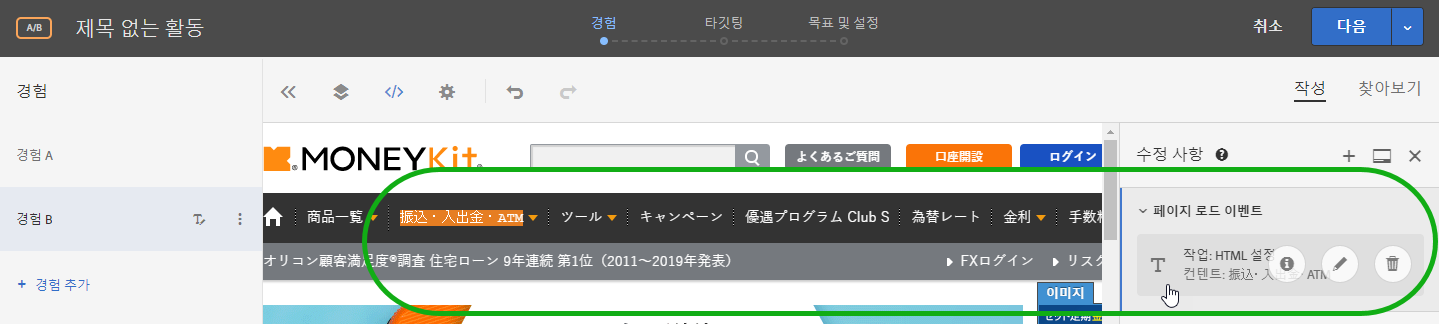 A/B 제목 없는 활동 경험 타깃팅 목표 및 설정 취소 다음
경험
작성 찾아보기
경험 A
MONEYKit よくあるご質問 口座開設 ログイン
수정 사항
경험 B
商品一覧 振込・入出金・ATM ツール キャンペーン 優遇プログラム Club S 為替レート 金利 手数料
페이지 로드 이벤트
オリコン顧客満足度®調査 住宅ローン 9年連続 第1位（2011～2019年発表） FXログイン リスク
작업: HTML 설정
컨텐트: 振込・入出金・ATM
+ 경험 추가
이미지